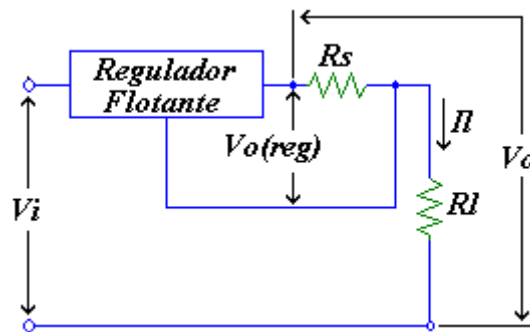 Regulador
Flotante
Rs
Vo(reg)
Il
Vo
Vi
Rl